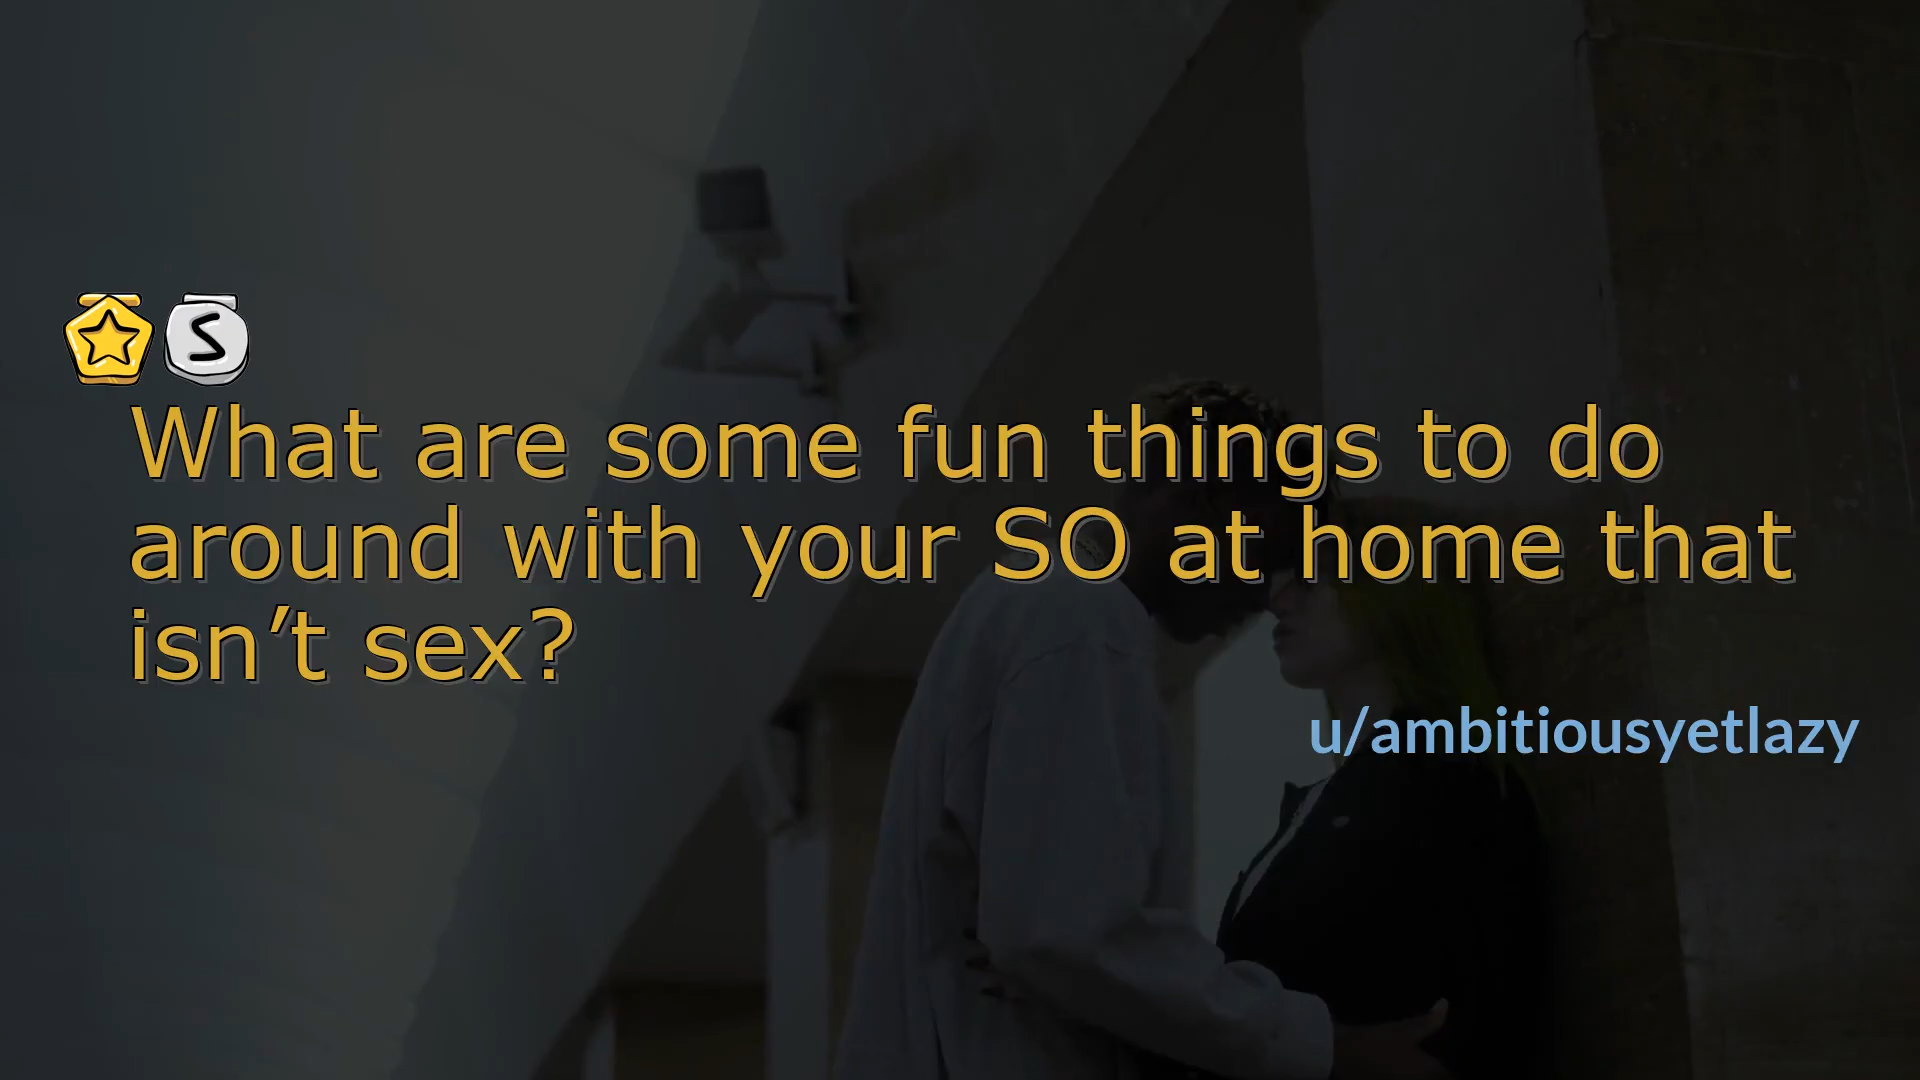 S
What are some fun things to do
around with your SO at home that
isn’t sex?
u/ambitiousyetlazy